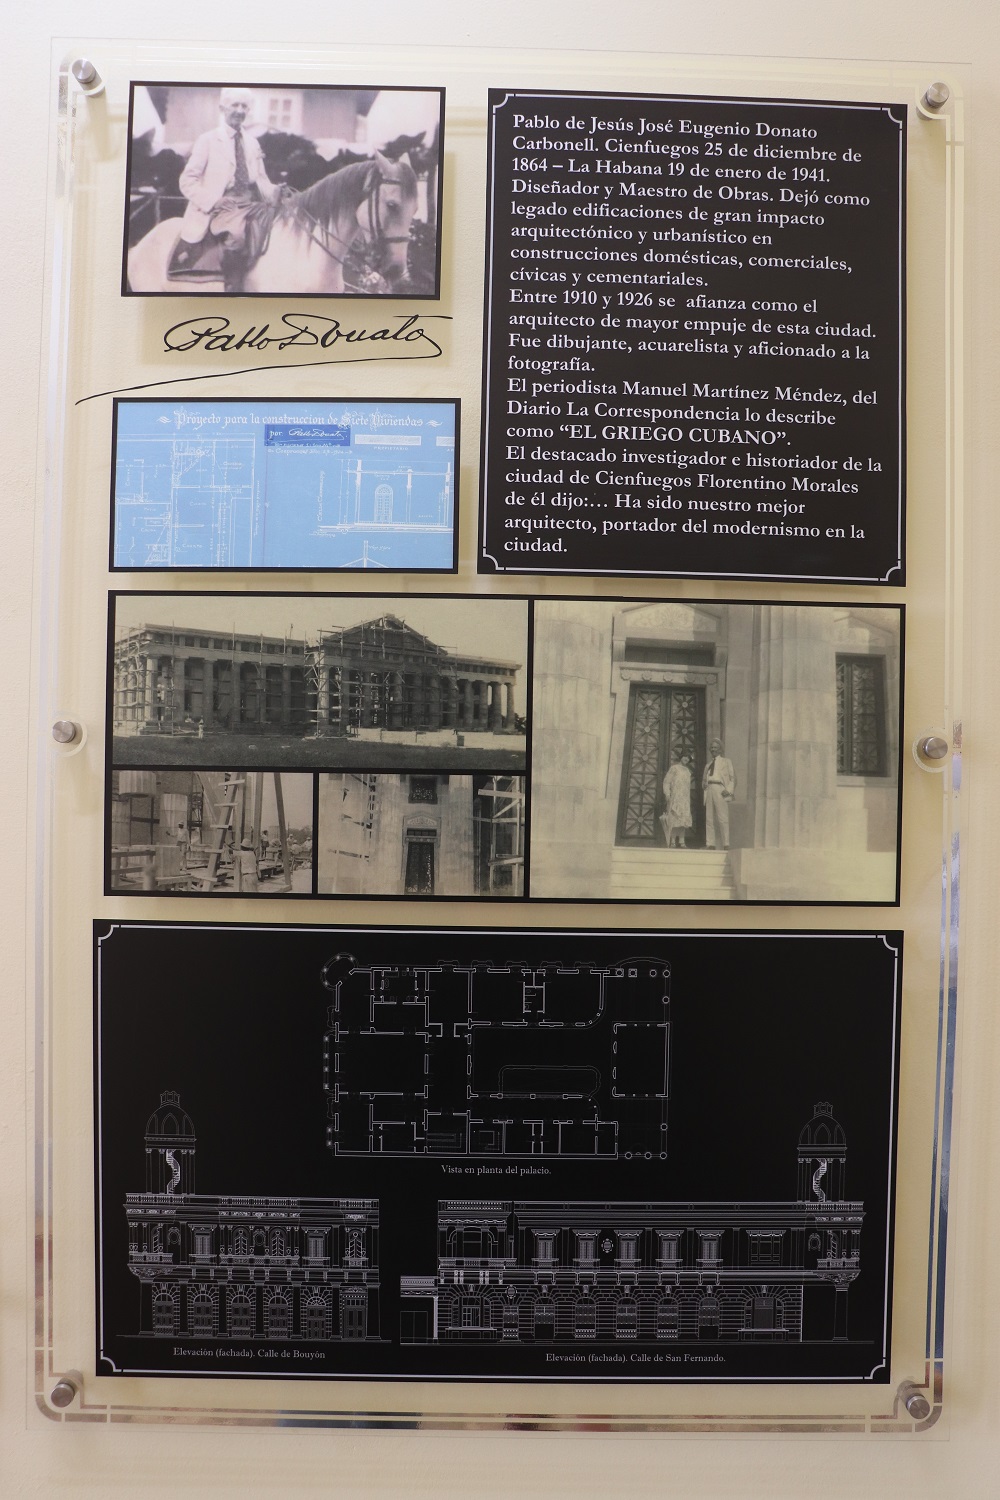 Pablo de Jesús José Eugenio Donato
Carbonell. Cienfuegos 25 de diciembre de
1864 – La Habana 19 de enero de 1941.
Diseñador y Maestro de Obras. Dejó como
legado edificaciones de gran impacto
arquitectónico y urbanístico en
construcciones domésticas, comerciales,
cívicas y cementariales.
Entre 1910 y 1926 se afianza como el
arquitecto de mayor empuje de esta ciudad.
Fue dibujante, acuarelista y aficionado a la
fotografía.
El periodista Manuel Martínez Méndez, del
Diario La Correspondencia lo describe
como “EL GRIEGO CUBANO”.
El destacado investigador e historiador de la
ciudad de Cienfuegos Florentino Morales
de él dijo:… Ha sido nuestro mejor
arquitecto, portador del modernismo en la
ciudad.
Pablo Donato
Proyecto para la construccion de Siete Viviendas
por Pablo Donato
Vista en planta del palacio.
Elevación (fachada). Calle de Bouyón
Elevación (fachada). Calle de San Fernando.